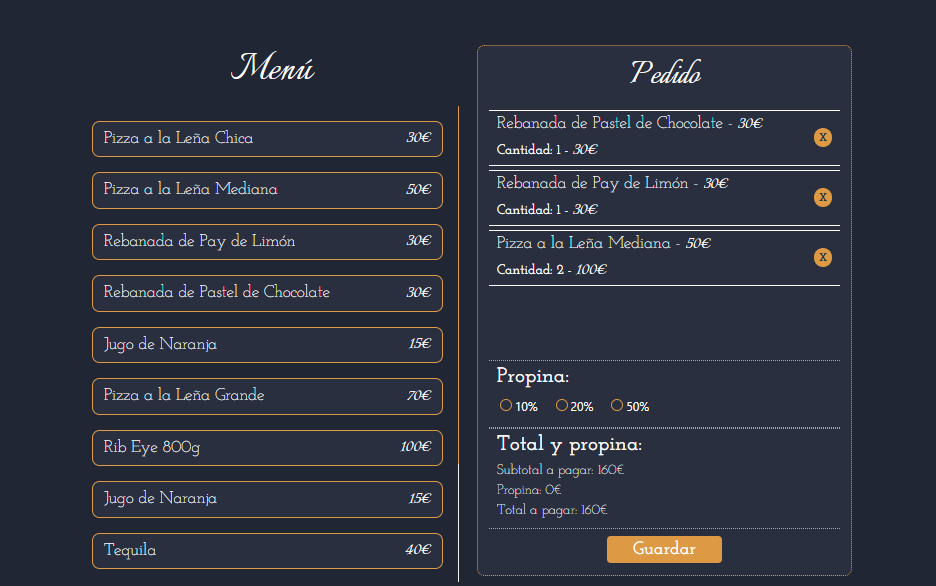 Menú
Pizza a la Leña Chica 30€
Pizza a la Leña Mediana 50€
Rebanada de Pay de Limón 30€
Rebanada de Pastel de Chocolate 30€
Jugo de Naranja 15€
Pizza a la Leña Grande 70€
Rib Eye 800g 100€
Jugo de Naranja 15€
Tequila 40€
Pedido
Rebanada de Pastel de Chocolate - 30€
Cantidad: 1 - 30€
X
Rebanada de Pay de Limón - 30€
Cantidad: 1 - 30€
X
Pizza a la Leña Mediana - 50€
Cantidad: 2 - 100€
X
Propina:
10% 20% 50%
Total y propina:
Subtotal a pagar: 160€
Propina: 0€
Total a pagar: 160€
Guardar